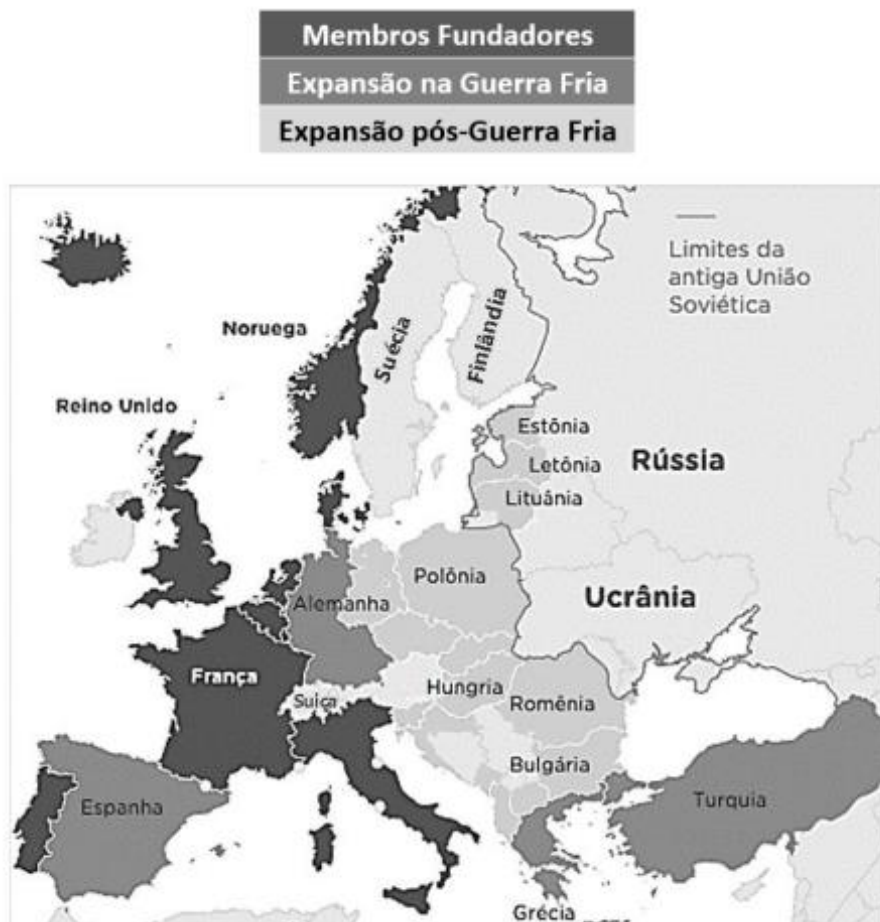 Membros Fundadores
Expansão na Guerra Fria
Expansão pós-Guerra Fria
Limites da
antiga União
Soviética
Noruega
Suécia
Finlândia
Reino Unido
Estônia
Letônia
Lituânia
Rússia
Polônia
Alemanha
Ucrânia
França
Suiça
Hungria
Romênia
Bulgária
Espanha
Turquia
Grécia